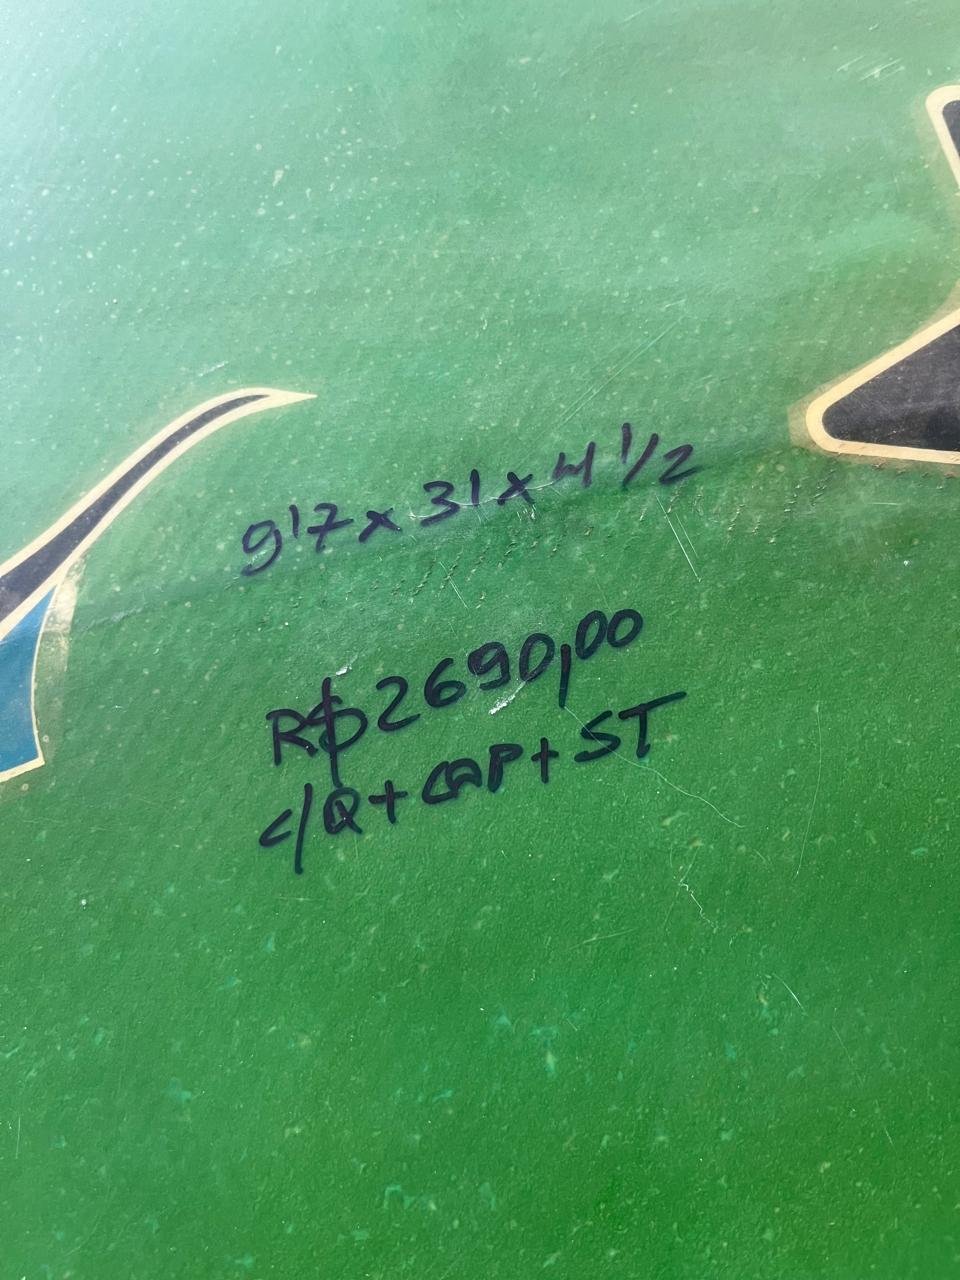 9'7 x 31 x 4 1/2
R$2690,00
c/Q + CAP + ST